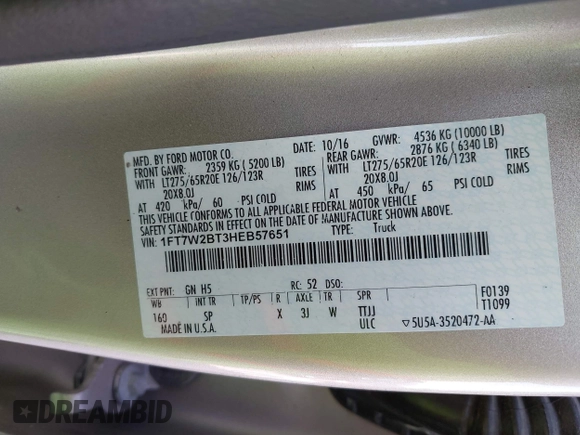 MFD. BY FORD MOTOR CO. DATE: 10/16 GVWR: 4536 KG (10000 LB)
FRONT GAWR: 2359 KG ( 5200 LB) REAR GAWR: 2876 KG ( 6340 LB)
WITH LT275/65R20E 126/123R TIRES WITH LT275/65R20E 126/123R TIRES
20X8.0J RIMS 20X8.0J RIMS
AT 420 kPa/ 60 PSI COLD AT 450 kPa/ 65 PSI COLD
THIS VEHICLE CONFORMS TO ALL APPLICABLE FEDERAL MOTOR VEHICLE
SAFETY STANDARDS IN EFFECT ON THE DATE OF MANUFACTURE SHOWN ABOVE.
VIN: 1FT7W2BT3HEB57651 TYPE: Truck
EXT PNT: GN H5 RC: 52 DSO: F0139
WB INT TR TP/PS R AXLE TR SPR T1099
160 SP X 3J W TTJJ
MADE IN U.S.A. ULC ▽5U5A-3520472-AA
DREAMBID